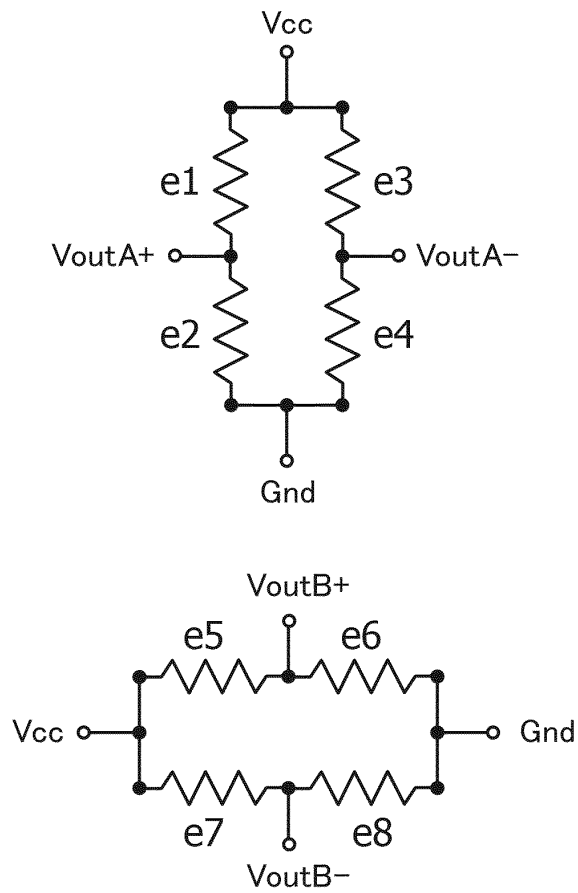 Vcc
e1 e3
VoutA+ VoutA-
e2 e4
Gnd
VoutB+
e5 e6
Vcc Gnd
e7 e8
VoutB-